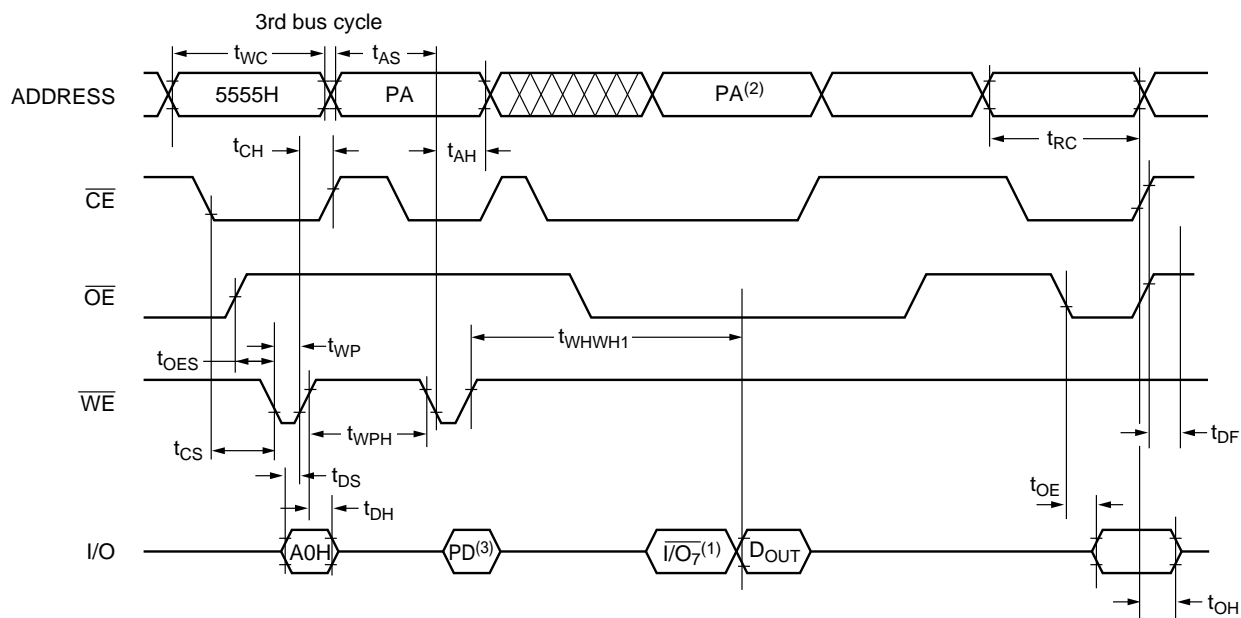 3rd bus cycle
tWC
tAS
ADDRESS
5555H
PA
PA(2)
tCH
tAH
tRC
CE
OE
tWHWH1
tWP
tOES
WE
tWPH
tCS
tDF
tDS
tOE
tDH
I/O
A0H
PD(3)
I/O7(1)
DOUT
tOH